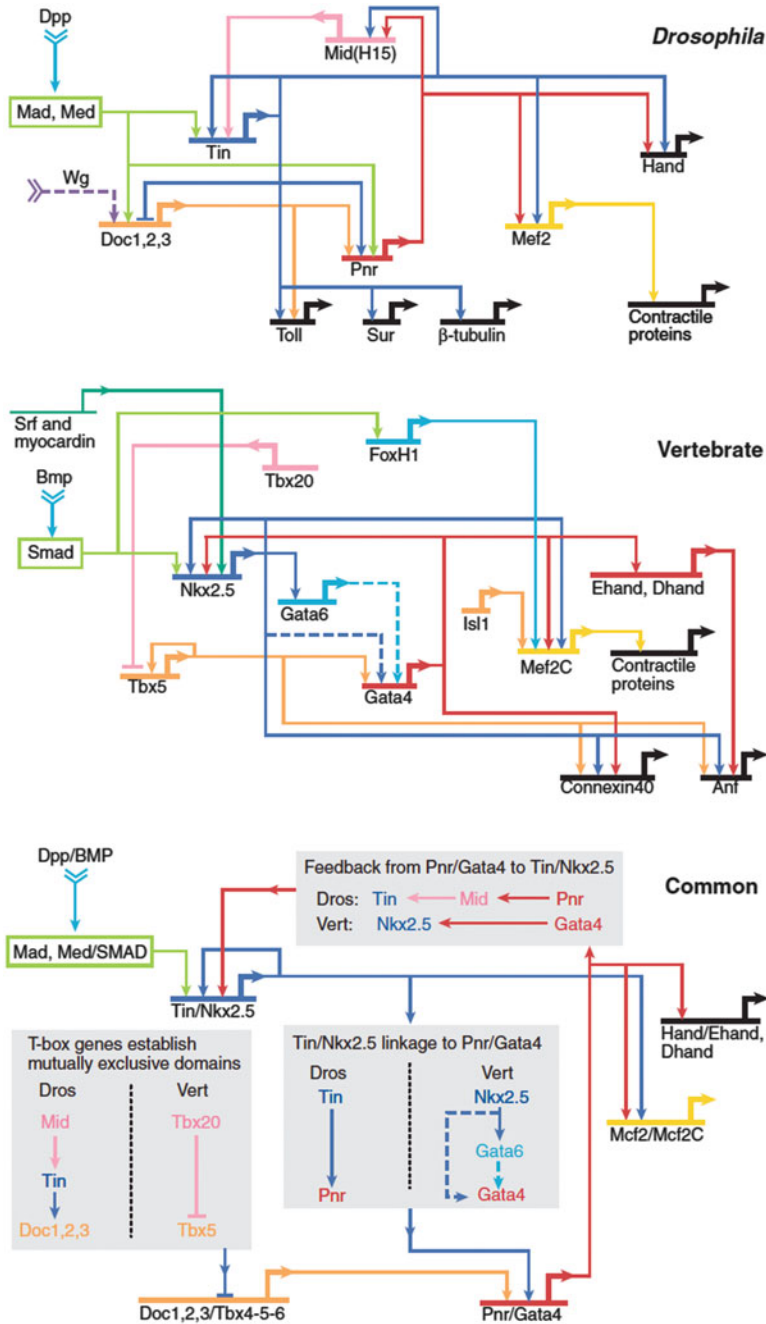 Dpp
Drosophila
Mid(H15)
Mad, Med
Tin
Hand
Wg
Doc1,2,3
Pnr
Mef2
Toll
Sur
β-tubulin
Contractile
proteins
Srf and
myocardin
FoxH1
Vertebrate
Tbx20
Bmp
Smad
Nkx2.5
Gata6
Ehand, Dhand
Isl1
Mef2C
Contractile
proteins
Tbx5
Gata4
Connexin40
Anf
Dpp/BMP
Common
Feedback from Pnr/Gata4 to Tin/Nkx2.5
Dros: Tin Mid Pnr
Vert: Nkx2.5 Gata4
Mad, Med/SMAD
Tin/Nkx2.5
Hand/Ehand,
Dhand
T-box genes establish
mutually exclusive domains
Dros Vert
Mid Tbx20
Tin
Doc1,2,3 Tbx5
Tin/Nkx2.5 linkage to Pnr/Gata4
Dros Vert
Tin Nkx2.5
Gata6
Pnr Gata4
Mcf2/Mcf2C
Doc1,2,3/Tbx4-5-6
Pnr/Gata4